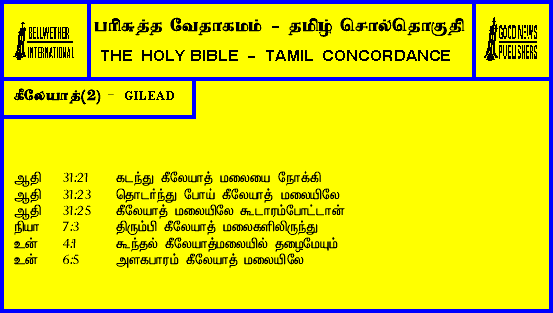 BELLWETHER
INTERNATIONAL
பரிசுத்த வேதாகமம் - தமிழ் சொல்தொகுதி
THE HOLY BIBLE - TAMIL CONCORDANCE
GOOD NEWS
PUBLISHERS
கீலேயாத்(2) - GILEAD
ஆதி 31:21 கடந்து கீலேயாத் மலையை நோக்கி
ஆதி 31:23 தொடர்ந்து போய் கீலேயாத் மலையிலே
ஆதி 31:25 கீலேயாத் மலையிலே கூடாரம்போட்டான்
நியா 7:3 திரும்பி கீலேயாத் மலைகளிலிருந்து
உன் 4:1 கூந்தல் கீலேயாத்மலையில் தழைமேயும்
உன் 6:5 அளகபாரம் கீலேயாத் மலையிலே